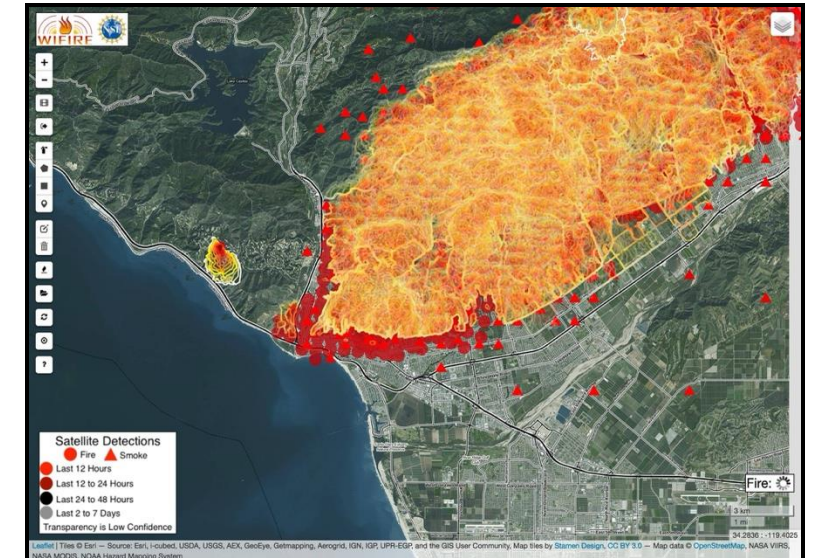 WIFIRE
NSF
+
-
Satellite Detections
Fire Smoke
Last 12 Hours
Last 12 to 24 Hours
Last 24 to 48 Hours
Last 2 to 7 Days
Transparency is Low Confidence
?
Fire:
3 km
1 mi
34.2836 : -119.4025
Leaflet | Tiles © Esri — Source: Esri, i-cubed, USDA, USGS, AEX, GeoEye, Getmapping, Aerogrid, IGN, IGP, UPR-EGP, and the GIS User Community, Map tiles by Stamen Design, CC BY 3.0 — Map data © OpenStreetMap, NASA VIIRS,
NASA MODIS, NOAA Hazard Mapping System